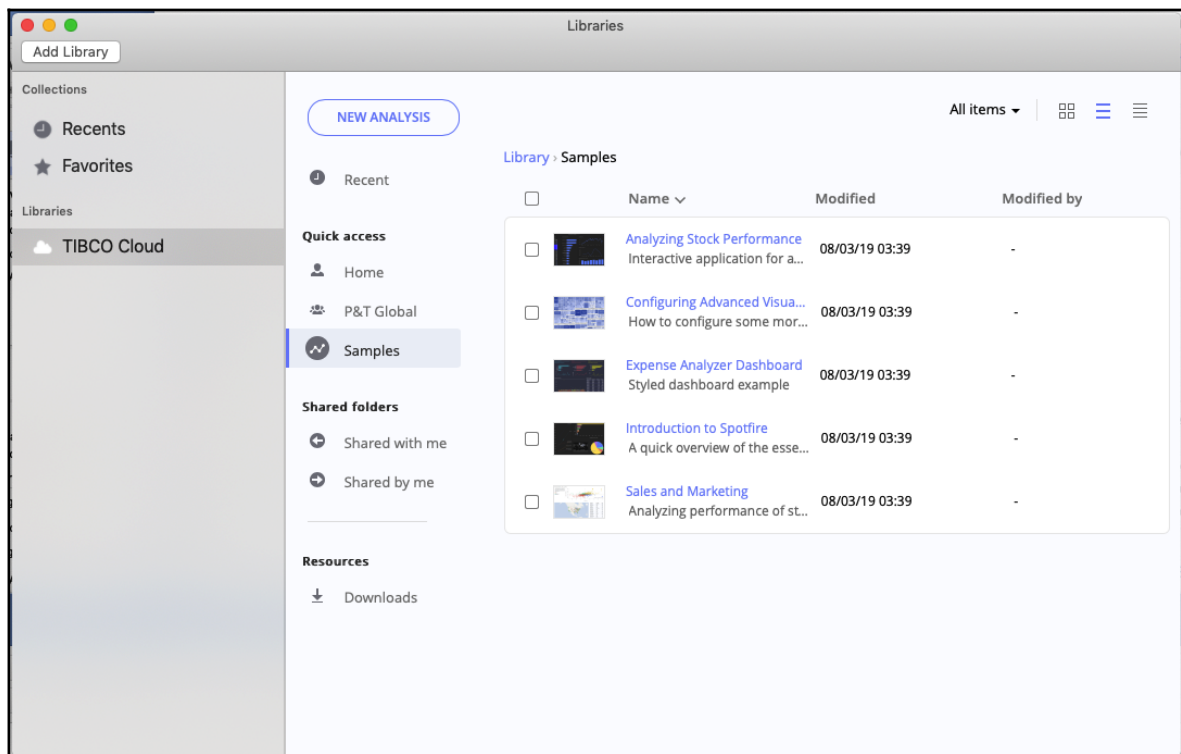 Libraries
Add Library
Collections
Recents
Favorites
Libraries
TIBCO Cloud
NEW ANALYSIS
Recent
Quick access
Home
P&T Global
Samples
Shared folders
Shared with me
Shared by me
Resources
Downloads
All items
Library › Samples
Name Modified Modified by
Analyzing Stock Performance
Interactive application for a... 08/03/19 03:39 -
Configuring Advanced Visua...
How to configure some mor... 08/03/19 03:39 -
Expense Analyzer Dashboard
Styled dashboard example 08/03/19 03:39 -
Introduction to Spotfire
A quick overview of the esse... 08/03/19 03:39 -
Sales and Marketing
Analyzing performance of st... 08/03/19 03:39 -